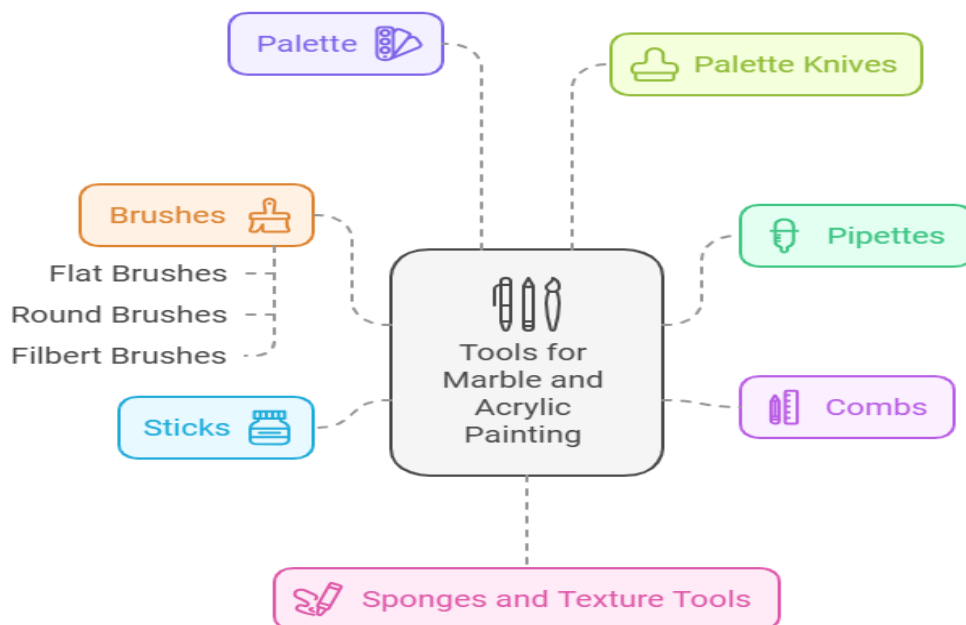 Palette
Palette Knives
Brushes
Flat Brushes
Round Brushes
Filbert Brushes
Pipettes
Tools for
Marble and
Acrylic
Painting
Sticks
Combs
Sponges and Texture Tools